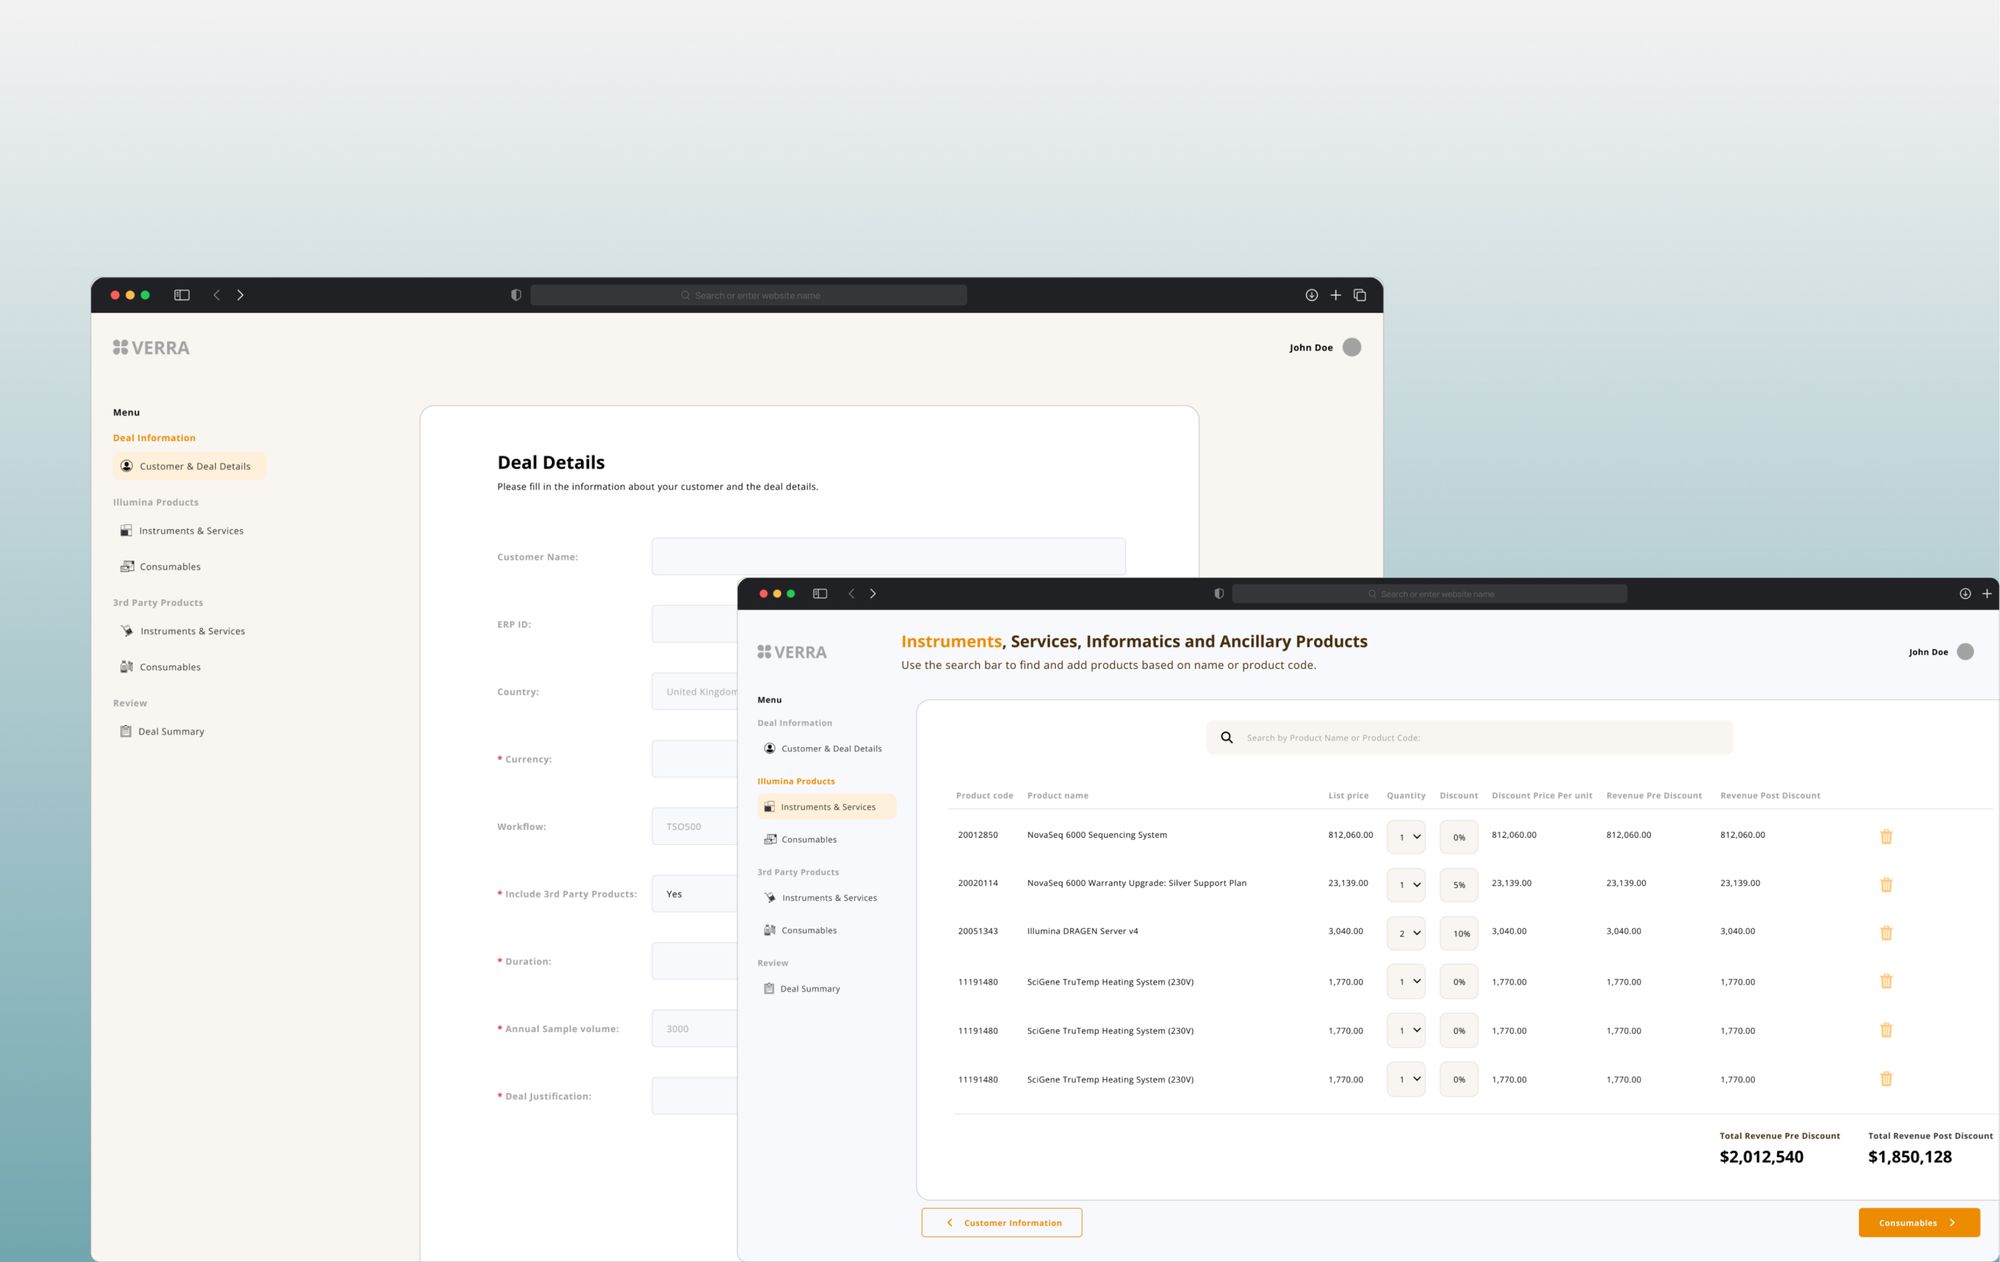 Search or enter website name
VERRA
John Doe
Menu
Deal Information
Customer & Deal Details
Illumina Products
Instruments & Services
Consumables
3rd Party Products
Instruments & Services
Consumables
Review
Deal Summary
Deal Details
Please fill in the information about your customer and the deal details.
Customer Name:
ERP ID:
Country: United Kingdom
* Currency:
Workflow: TSO500
* Include 3rd Party Products: Yes
* Duration:
* Annual Sample volume: 3000
* Deal Justification:
Search or enter website name
VERRA
Instruments, Services, Informatics and Ancillary Products
Use the search bar to find and add products based on name or product code.
John Doe
Menu
Deal Information
Customer & Deal Details
Illumina Products
Instruments & Services
Consumables
3rd Party Products
Instruments & Services
Consumables
Review
Deal Summary
Search by Product Name or Product Code:
Product code Product name List price Quantity Discount Discount Price Per unit Revenue Pre Discount Revenue Post Discount
20012850 NovaSeq 6000 Sequencing System 812,060.00 1 0% 812,060.00 812,060.00 812,060.00
20020114 NovaSeq 6000 Warranty Upgrade: Silver Support Plan 23,139.00 1 5% 23,139.00 23,139.00 23,139.00
20051343 Illumina DRAGEN Server v4 3,040.00 2 10% 3,040.00 3,040.00 3,040.00
11191480 SciGene TruTemp Heating System (230V) 1,770.00 1 0% 1,770.00 1,770.00 1,770.00
11191480 SciGene TruTemp Heating System (230V) 1,770.00 1 0% 1,770.00 1,770.00 1,770.00
11191480 SciGene TruTemp Heating System (230V) 1,770.00 1 0% 1,770.00 1,770.00 1,770.00
Total Revenue Pre Discount Total Revenue Post Discount
$2,012,540 $1,850,128
Customer Information
Consumables